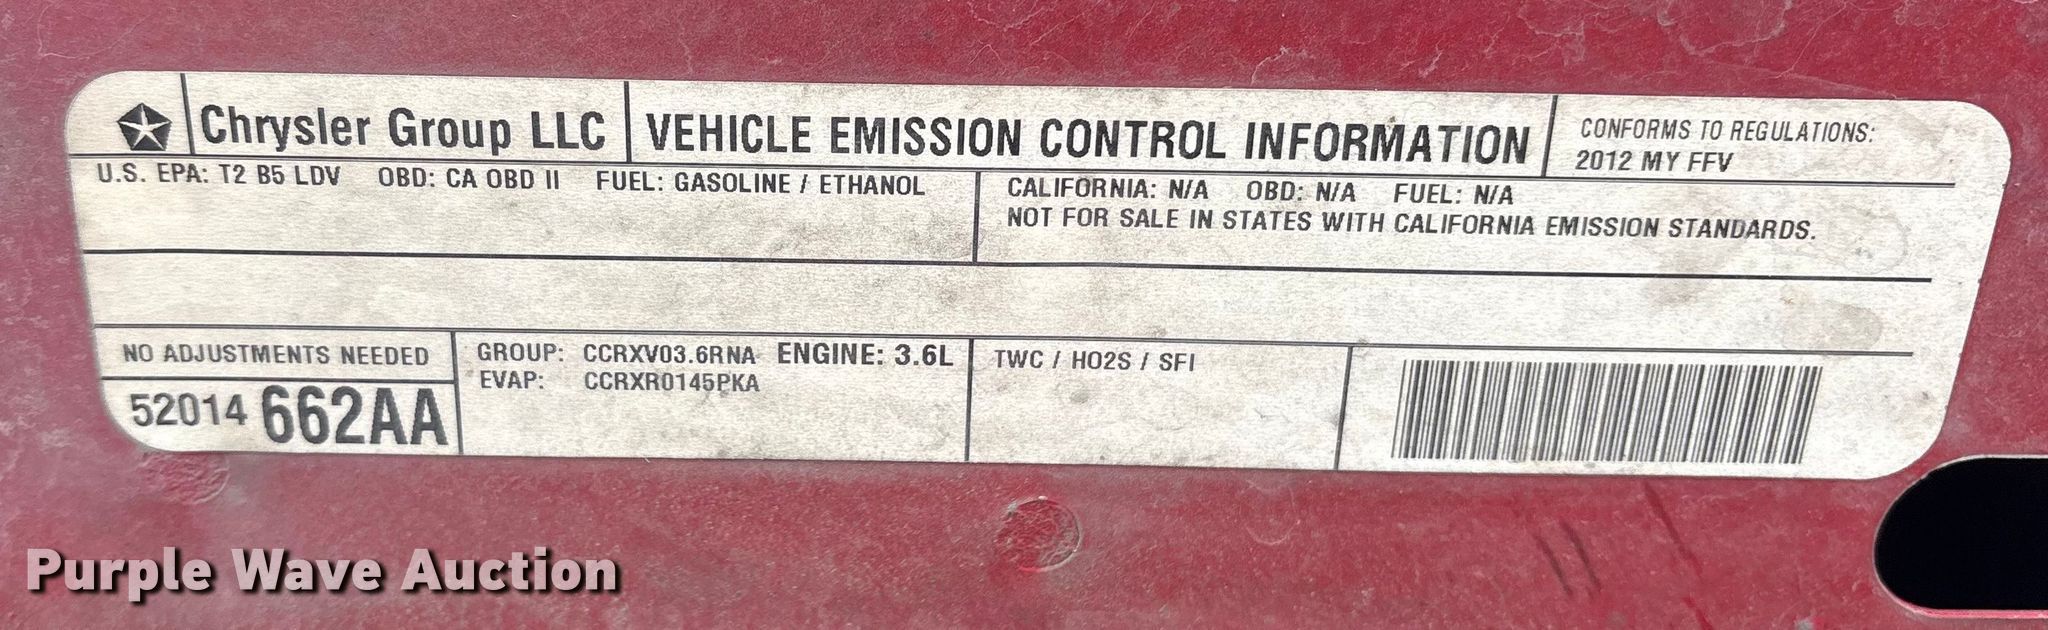 Chrysler Group LLC
VEHICLE EMISSION CONTROL INFORMATION
CONFORMS TO REGULATIONS:
2012 MY FFV
U.S. EPA: T2 B5 LDV OBD: CA OBD II FUEL: GASOLINE / ETHANOL
CALIFORNIA: N/A OBD: N/A FUEL: N/A
NOT FOR SALE IN STATES WITH CALIFORNIA EMISSION STANDARDS.
NO ADJUSTMENTS NEEDED
52014 662AA
GROUP: CCRXV03.6RNA ENGINE: 3.6L
EVAP: CCRXR0145PKA
TWC / HO2S / SFI
Purple Wave Auction